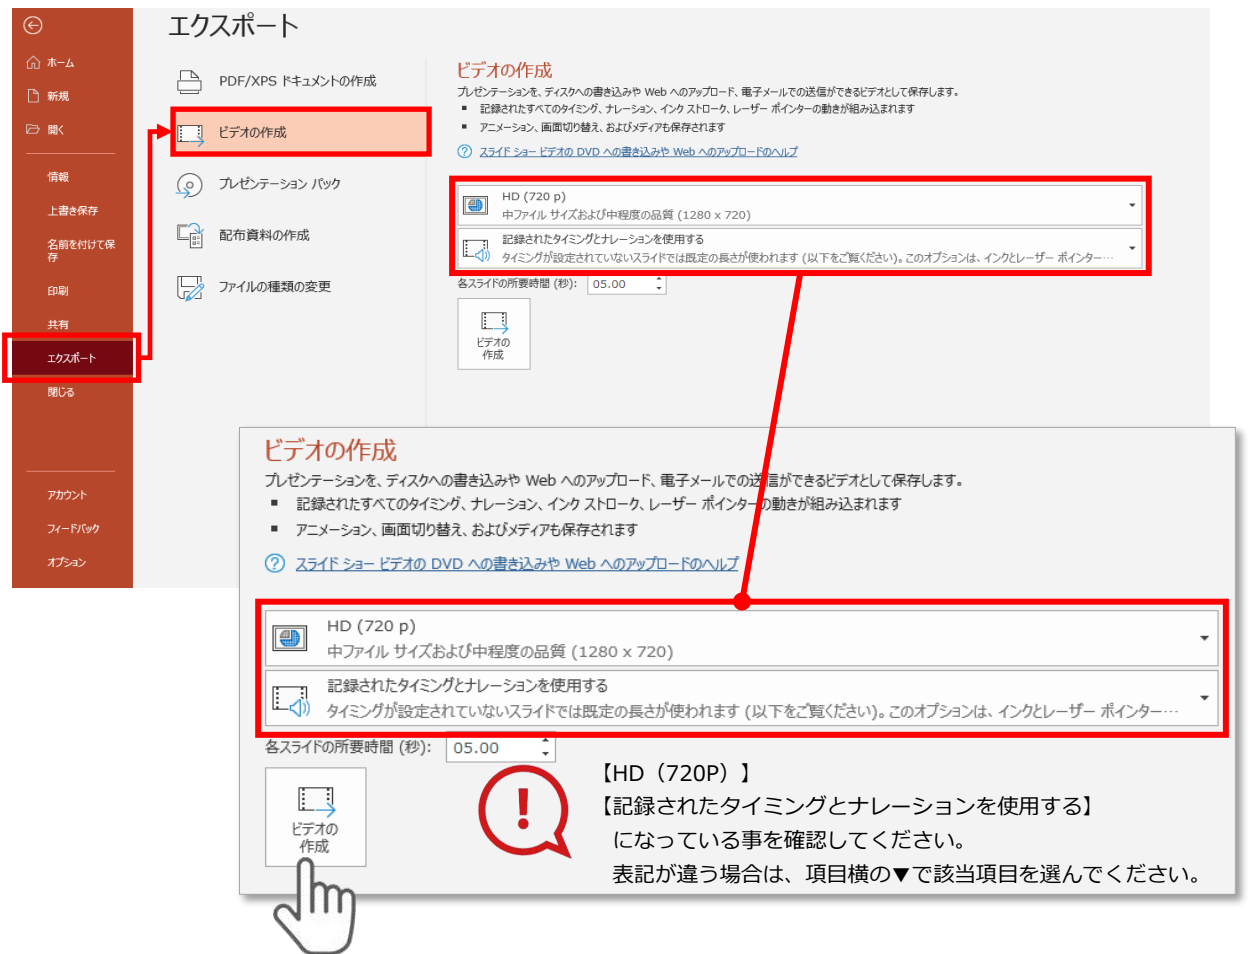 エクスポート
ホーム
新規
開く
情報
上書き保存
名前を付けて保
存
印刷
共有
エクスポート
閉じる
アカウント
フィードバック
オプション
PDF/XPS ドキュメントの作成
ビデオの作成
プレゼンテーション パック
配布資料の作成
ファイルの種類の変更
ビデオの作成
プレゼンテーションを、ディスクへの書き込みや Web へのアップロード、電子メールでの送信ができるビデオとして保存します。
▪ 記録されたすべてのタイミング、ナレーション、インク ストローク、レーザー ポインターの動きが組み込まれます
▪ アニメーション、画面切り替え、およびメディアも保存されます
? スライド ショー ビデオの DVD への書き込みや Web へのアップロードのヘルプ
HD (720 p)
中ファイル サイズおよび中程度の品質 (1280 x 720)
記録されたタイミングとナレーションを使用する
タイミングが設定されていないスライドでは既定の長さが使われます (以下をご覧ください)。このオプションは、インクとレーザー ポインター…
各スライドの所要時間 (秒): 05.00
ビデオの
作成
ビデオの作成
プレゼンテーションを、ディスクへの書き込みや Web へのアップロード、電子メールでの送信ができるビデオとして保存します。
▪ 記録されたすべてのタイミング、ナレーション、インク ストローク、レーザー ポインターの動きが組み込まれます
▪ アニメーション、画面切り替え、およびメディアも保存されます
? スライド ショー ビデオの DVD への書き込みや Web へのアップロードのヘルプ
HD (720 p)
中ファイル サイズおよび中程度の品質 (1280 x 720)
記録されたタイミングとナレーションを使用する
タイミングが設定されていないスライドでは既定の長さが使われます (以下をご覧ください)。このオプションは、インクとレーザー ポインター…
各スライドの所要時間 (秒): 05.00
ビデオの
作成
!
【HD（720P）】
【記録されたタイミングとナレーションを使用する】
になっている事を確認してください。
表記が違う場合は、項目横の▼で該当項目を選んでください。